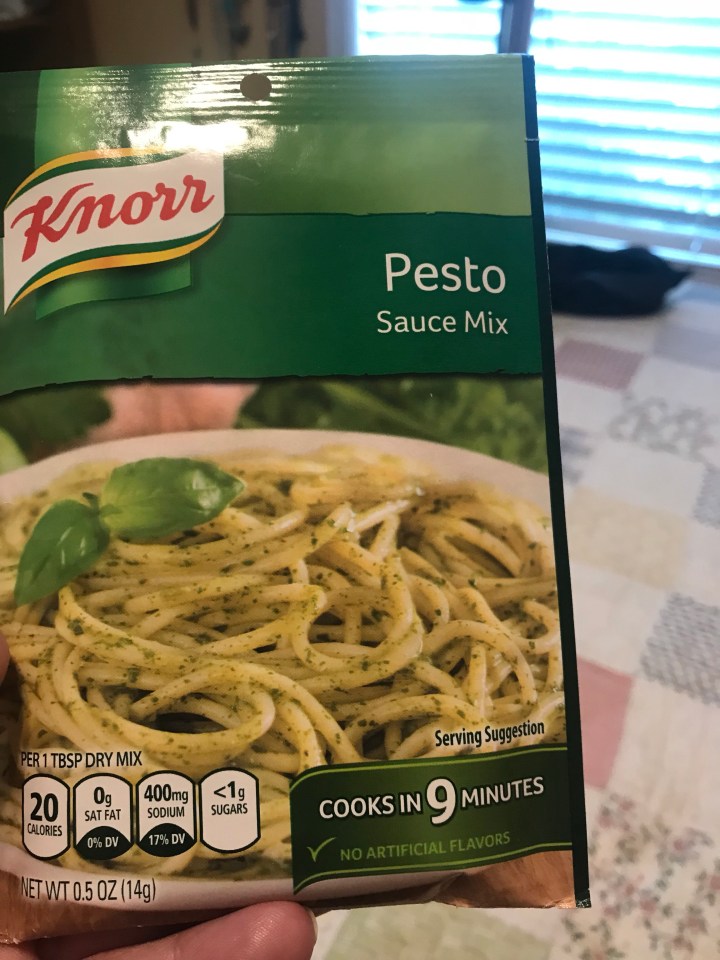 Knorr
Pesto
Sauce Mix
Serving Suggestion
PER 1 TBSP DRY MIX
20
CALORIES
0g
SAT FAT
0% DV
400mg
SODIUM
17% DV
<1g
SUGARS
COOKS IN 9 MINUTES
NO ARTIFICIAL FLAVORS
NET WT 0.5 OZ (14g)